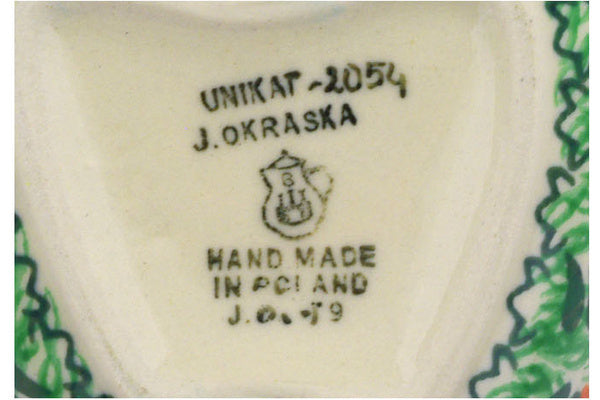 UNIKAT-2054
J.OKRASKA
B
HAND MADE
IN POLAND